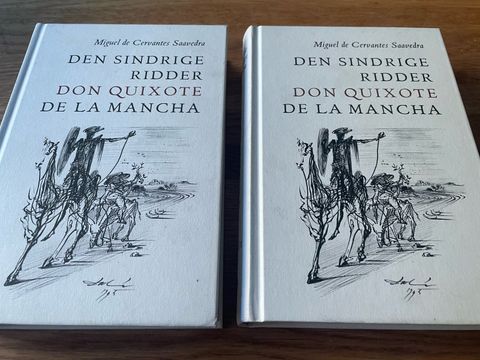 Miguel de Cervantes Saavedra
DEN SINDRIGE
RIDDER
DON QUIXOTE
DE LA MANCHA
Miguel de Cervantes Saavedra
DEN SINDRIGE
RIDDER
DON QUIXOTE
DE LA MANCHA